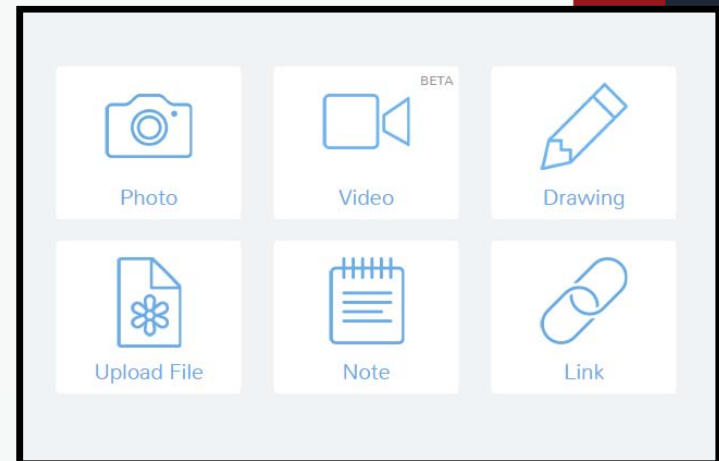 BETA
Photo
Video
Drawing
Upload File
Note
Link